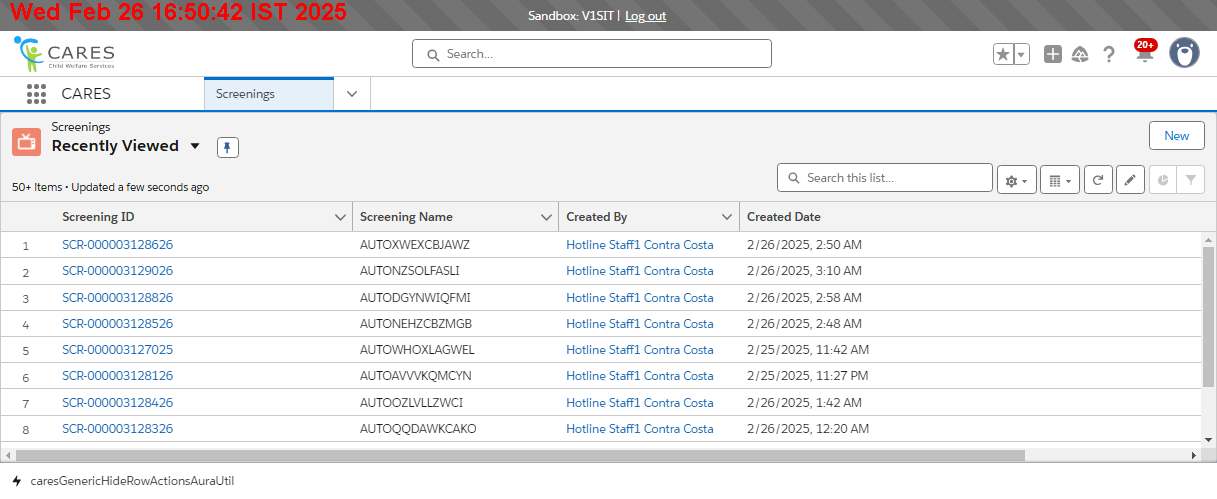 Wed Feb 26 16:50:42 IST 2025
Sandbox: V1SIT | Log out
CARES
Child Welfare Services
Search...
20+
CARES
Screenings
Screenings
Recently Viewed
New
50+ Items • Updated a few seconds ago
Search this list...
Screening ID Screening Name Created By Created Date
1 SCR-000003128626 AUTOXWEXCBJAWZ Hotline Staff1 Contra Costa 2/26/2025, 2:50 AM
2 SCR-000003129026 AUTONZSOLFASLI Hotline Staff1 Contra Costa 2/26/2025, 3:10 AM
3 SCR-000003128826 AUTODGYNWIQFMI Hotline Staff1 Contra Costa 2/26/2025, 2:58 AM
4 SCR-000003128526 AUTONEHZCBZMGB Hotline Staff1 Contra Costa 2/26/2025, 2:48 AM
5 SCR-000003127025 AUTOWHOXLAGWEL Hotline Staff1 Contra Costa 2/25/2025, 11:42 AM
6 SCR-000003128126 AUTOAVVVKQMCYN Hotline Staff1 Contra Costa 2/25/2025, 11:27 PM
7 SCR-000003128426 AUTOOZLVLLZWCI Hotline Staff1 Contra Costa 2/26/2025, 1:42 AM
8 SCR-000003128326 AUTOQQDAWKCAKO Hotline Staff1 Contra Costa 2/26/2025, 12:20 AM
caresGenericHideRowActionsAuraUtil